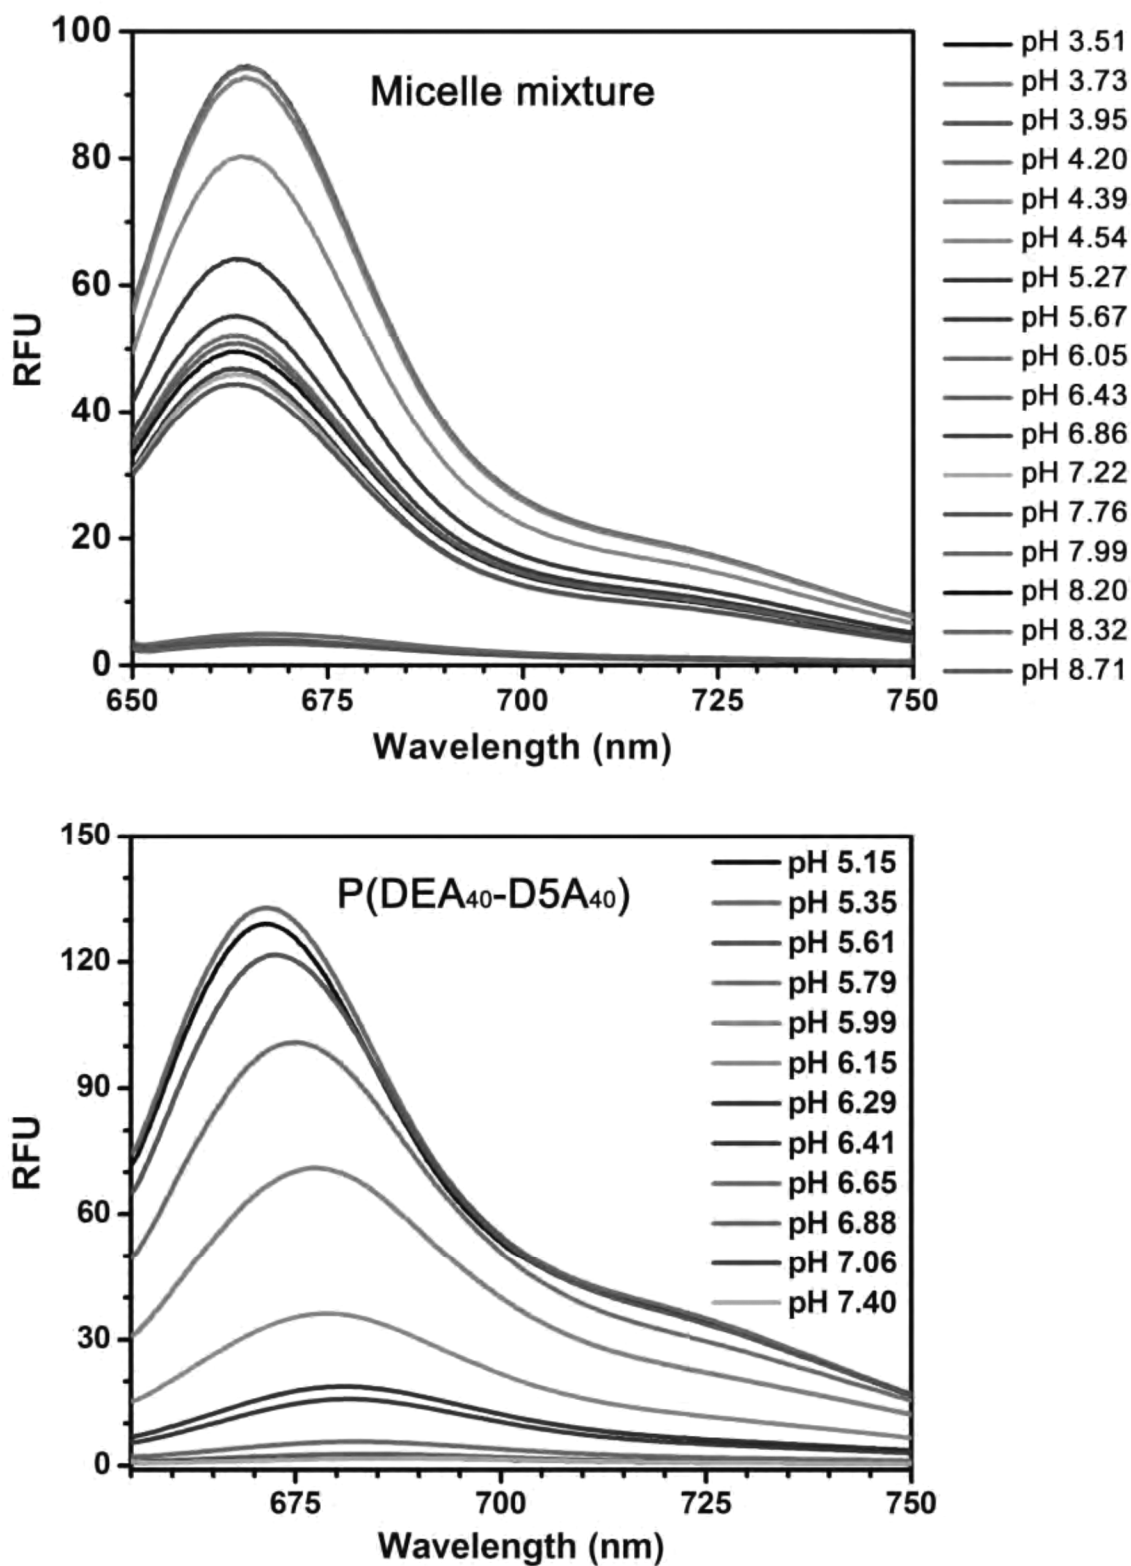 100
80
60
40
20
0
RFU
Micelle mixture
650 675 700 725 750
Wavelength (nm)
pH 3.51
pH 3.73
pH 3.95
pH 4.20
pH 4.39
pH 4.54
pH 5.27
pH 5.67
pH 6.05
pH 6.43
pH 6.86
pH 7.22
pH 7.76
pH 7.99
pH 8.20
pH 8.32
pH 8.71
150
120
90
60
30
0
RFU
P(DEA₄₀-D5A₄₀)
pH 5.15
pH 5.35
pH 5.61
pH 5.79
pH 5.99
pH 6.15
pH 6.29
pH 6.41
pH 6.65
pH 6.88
pH 7.06
pH 7.40
675 700 725 750
Wavelength (nm)